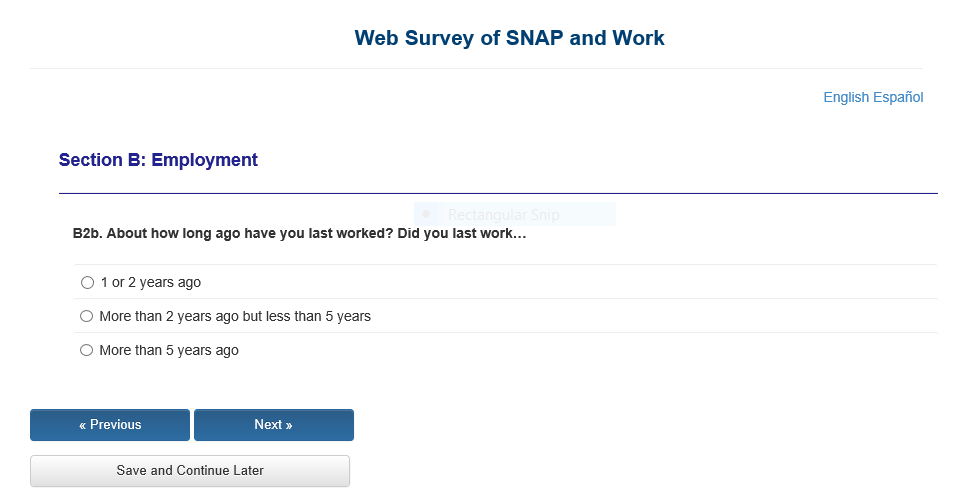 Web Survey of SNAP and Work
English Español
Section B: Employment
Rectangular Snip
B2b. About how long ago have you last worked? Did you last work…
1 or 2 years ago
More than 2 years ago but less than 5 years
More than 5 years ago
« Previous
Next »
Save and Continue Later